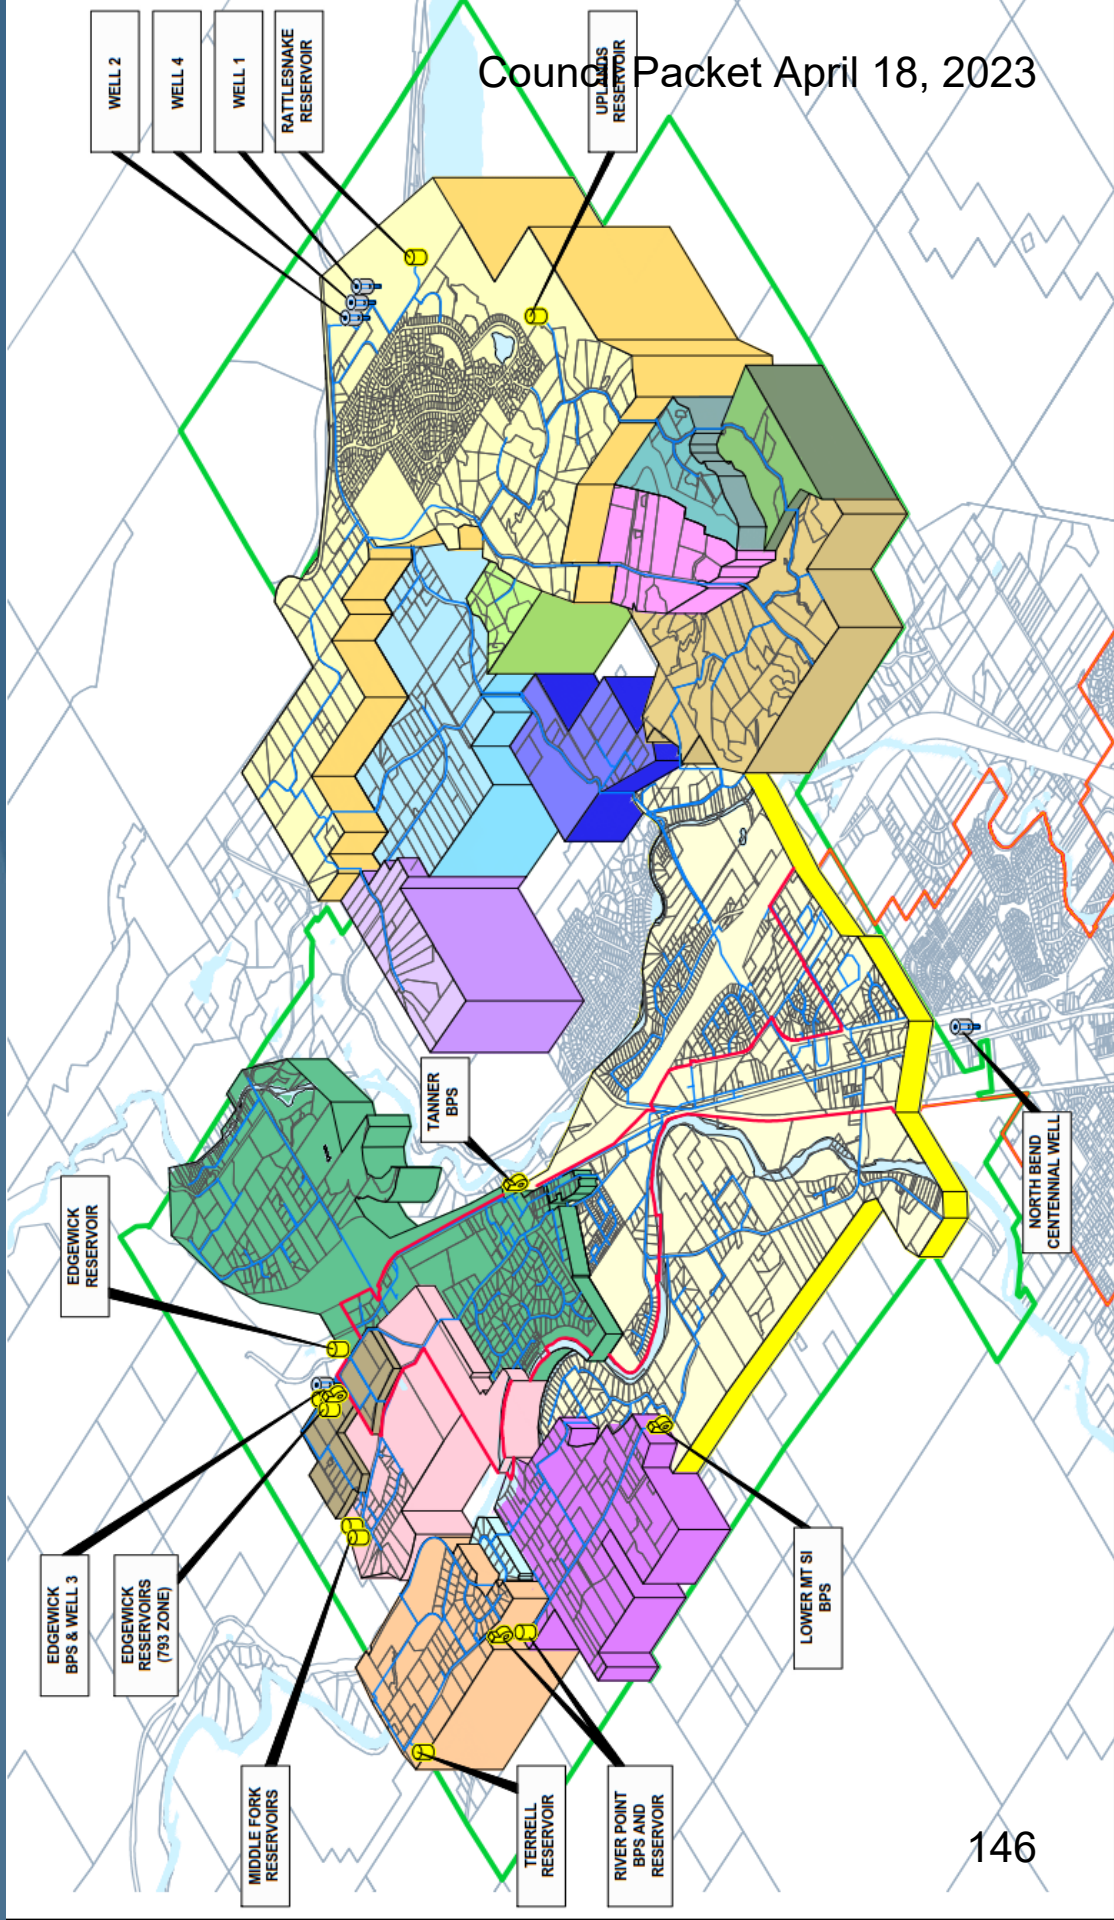 Council Packet April 18, 2023
WELL 2
WELL 4
WELL 1
RATTLESNAKE
RESERVOIR
UPLANDS
RESERVOIR
TANNER
BPS
EDGEWICK
RESERVOIR
NORTH BEND
CENTENNIAL WELL
EDGEWICK
BPS & WELL 3
EDGEWICK
RESERVOIRS
(793 ZONE)
LOWER MT SI
BPS
MIDDLE FORK
RESERVOIRS
TERRELL
RESERVOIR
RIVER POINT
BPS AND
RESERVOIR
146